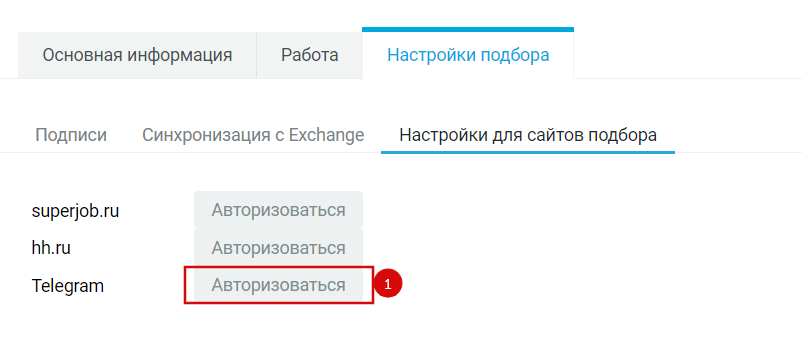 Основная информация Работа Настройки подбора
Подписи Синхронизация с Exchange Настройки для сайтов подбора
superjob.ru Авторизоваться
hh.ru Авторизоваться
Telegram Авторизоваться 1